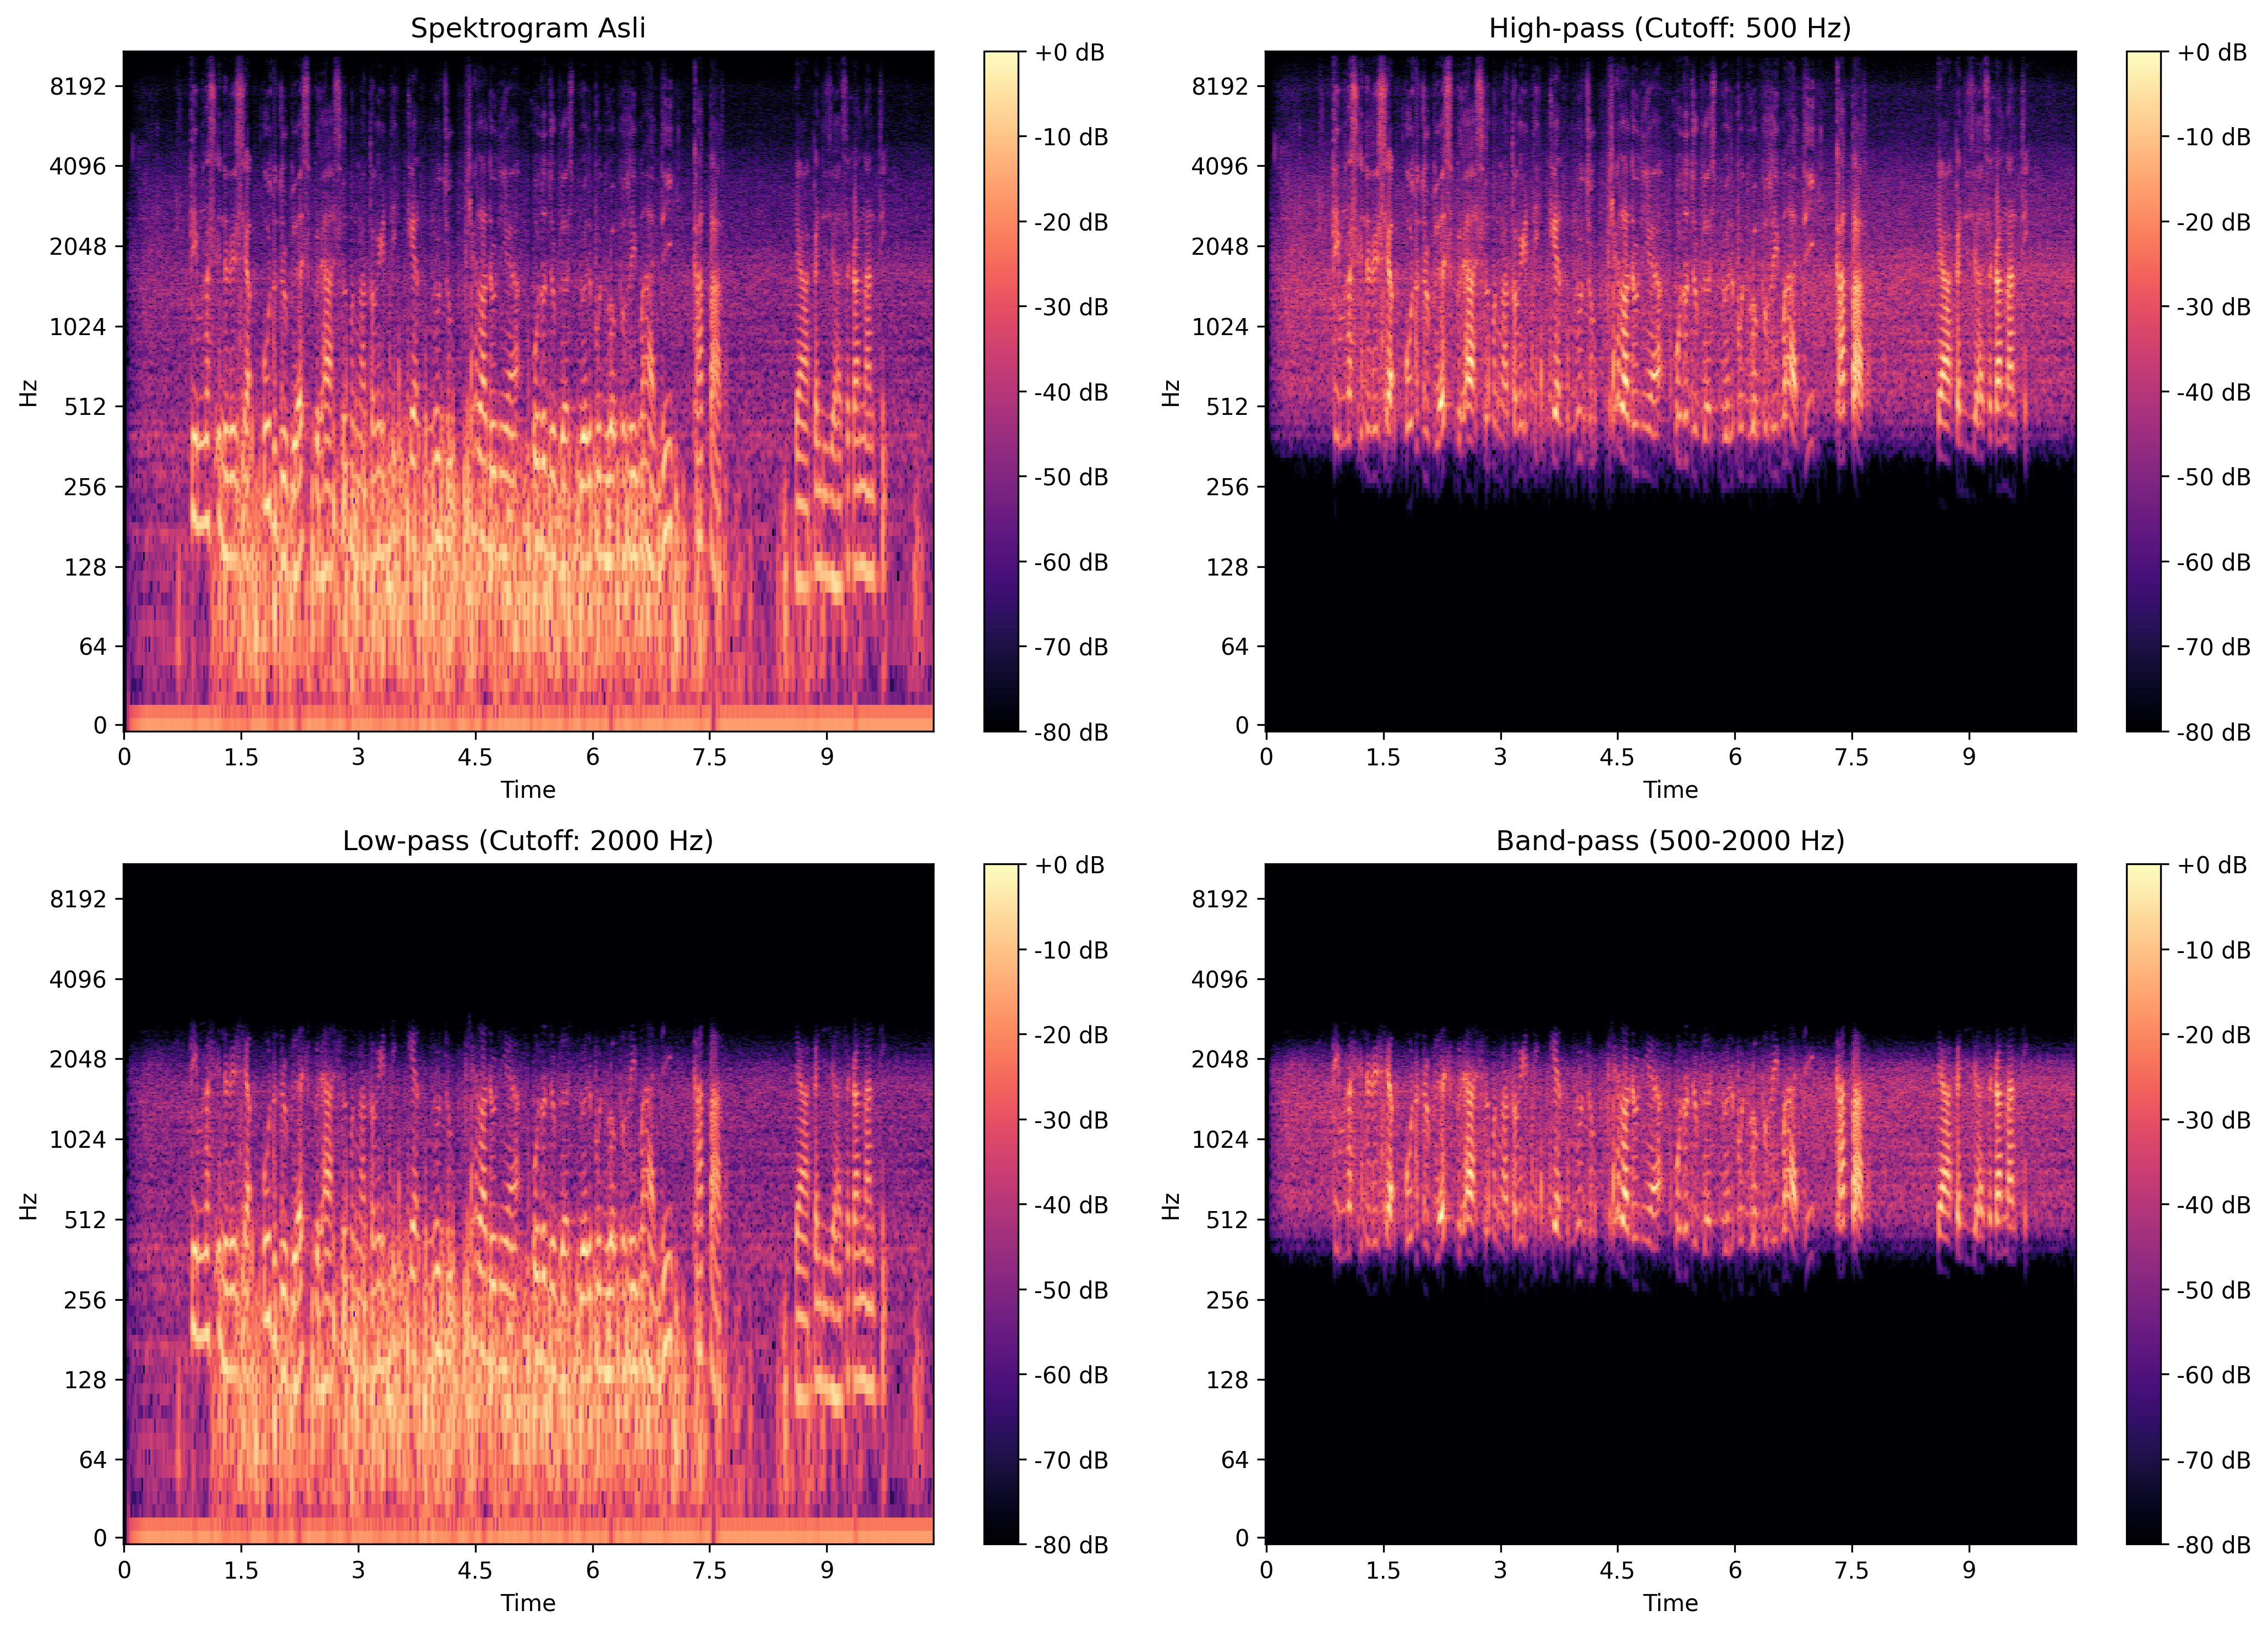 Spektrogram Asli
8192
4096
2048
1024
512
256
128
64
0
Hz
0 1.5 3 4.5 6 7.5 9
Time
+0 dB
-10 dB
-20 dB
-30 dB
-40 dB
-50 dB
-60 dB
-70 dB
-80 dB
High-pass (Cutoff: 500 Hz)
8192
4096
2048
1024
512
256
128
64
0
Hz
0 1.5 3 4.5 6 7.5 9
Time
+0 dB
-10 dB
-20 dB
-30 dB
-40 dB
-50 dB
-60 dB
-70 dB
-80 dB
Low-pass (Cutoff: 2000 Hz)
8192
4096
2048
1024
512
256
128
64
0
Hz
0 1.5 3 4.5 6 7.5 9
Time
+0 dB
-10 dB
-20 dB
-30 dB
-40 dB
-50 dB
-60 dB
-70 dB
-80 dB
Band-pass (500-2000 Hz)
8192
4096
2048
1024
512
256
128
64
0
Hz
0 1.5 3 4.5 6 7.5 9
Time
+0 dB
-10 dB
-20 dB
-30 dB
-40 dB
-50 dB
-60 dB
-70 dB
-80 dB